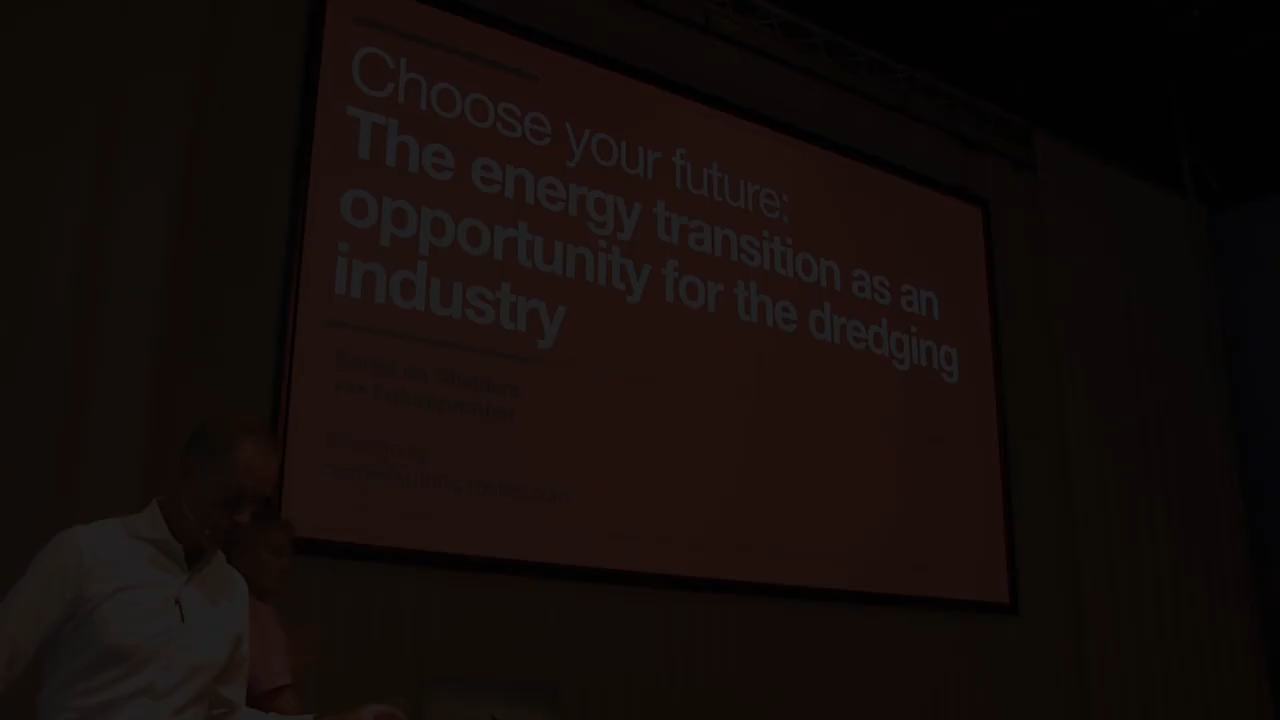 Choose your future:
The energy transition as an
opportunity for the dredging
industry